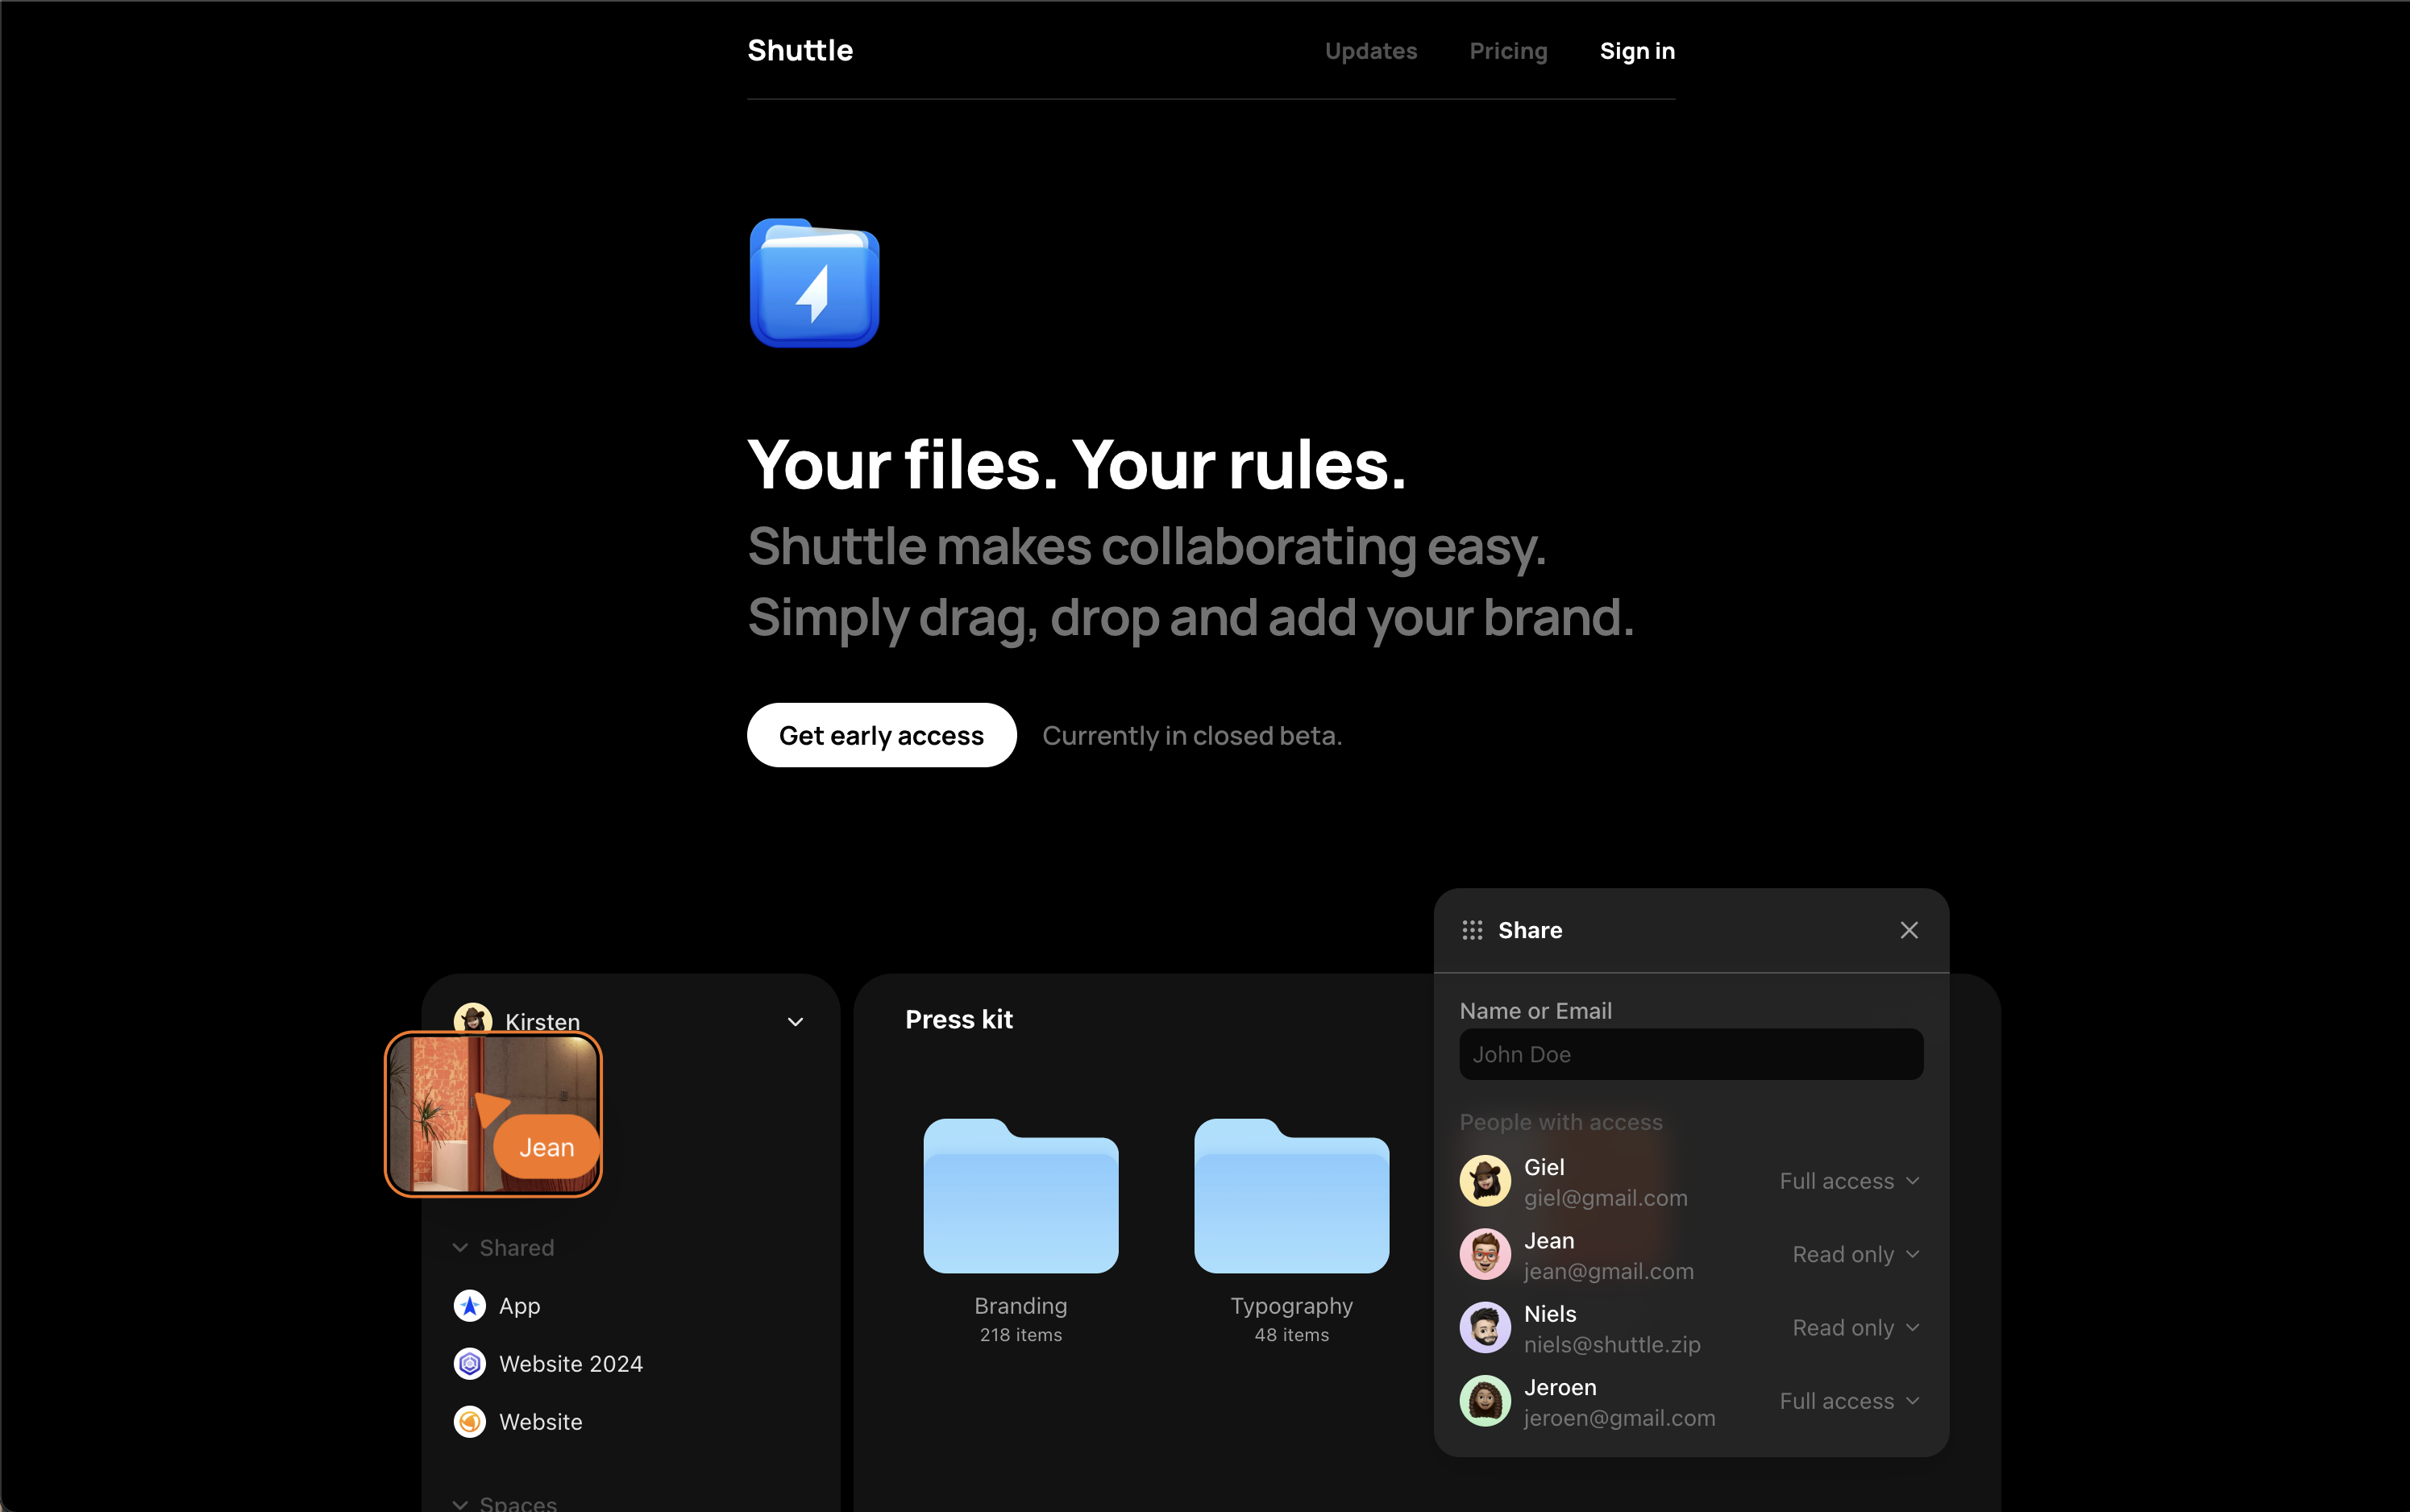 Shuttle
Updates
Pricing
Sign in
Your files. Your rules.
Shuttle makes collaborating easy.
Simply drag, drop and add your brand.
Get early access
Currently in closed beta.
Kirsten
Jean
Shared
App
Website 2024
Website
Spaces
Press kit
Branding
218 items
Typography
48 items
Share
Name or Email
John Doe
People with access
Giel
giel@gmail.com
Full access
Jean
jean@gmail.com
Read only
Niels
niels@shuttle.zip
Read only
Jeroen
jeroen@gmail.com
Full access